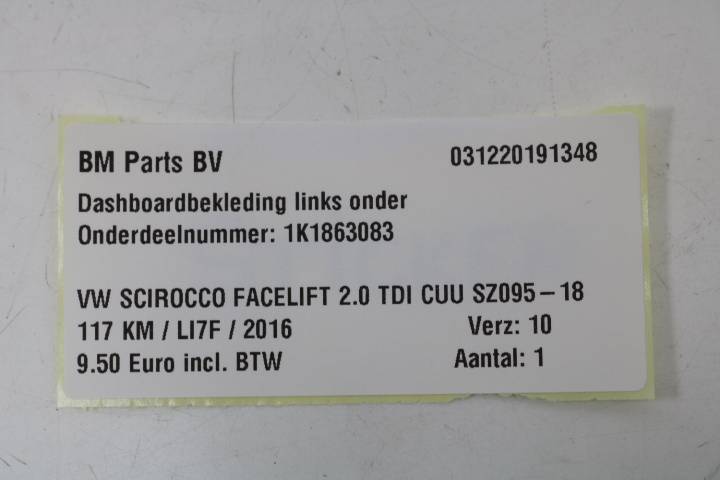 BM Parts BV 031220191348
Dashboardbekleding links onder
Onderdeelnummer: 1K1863083
VW SCIROCCO FACELIFT 2.0 TDI CUU SZ095-18
117 KM / LI7F / 2016 Verz: 10
9.50 Euro incl. BTW Aantal: 1